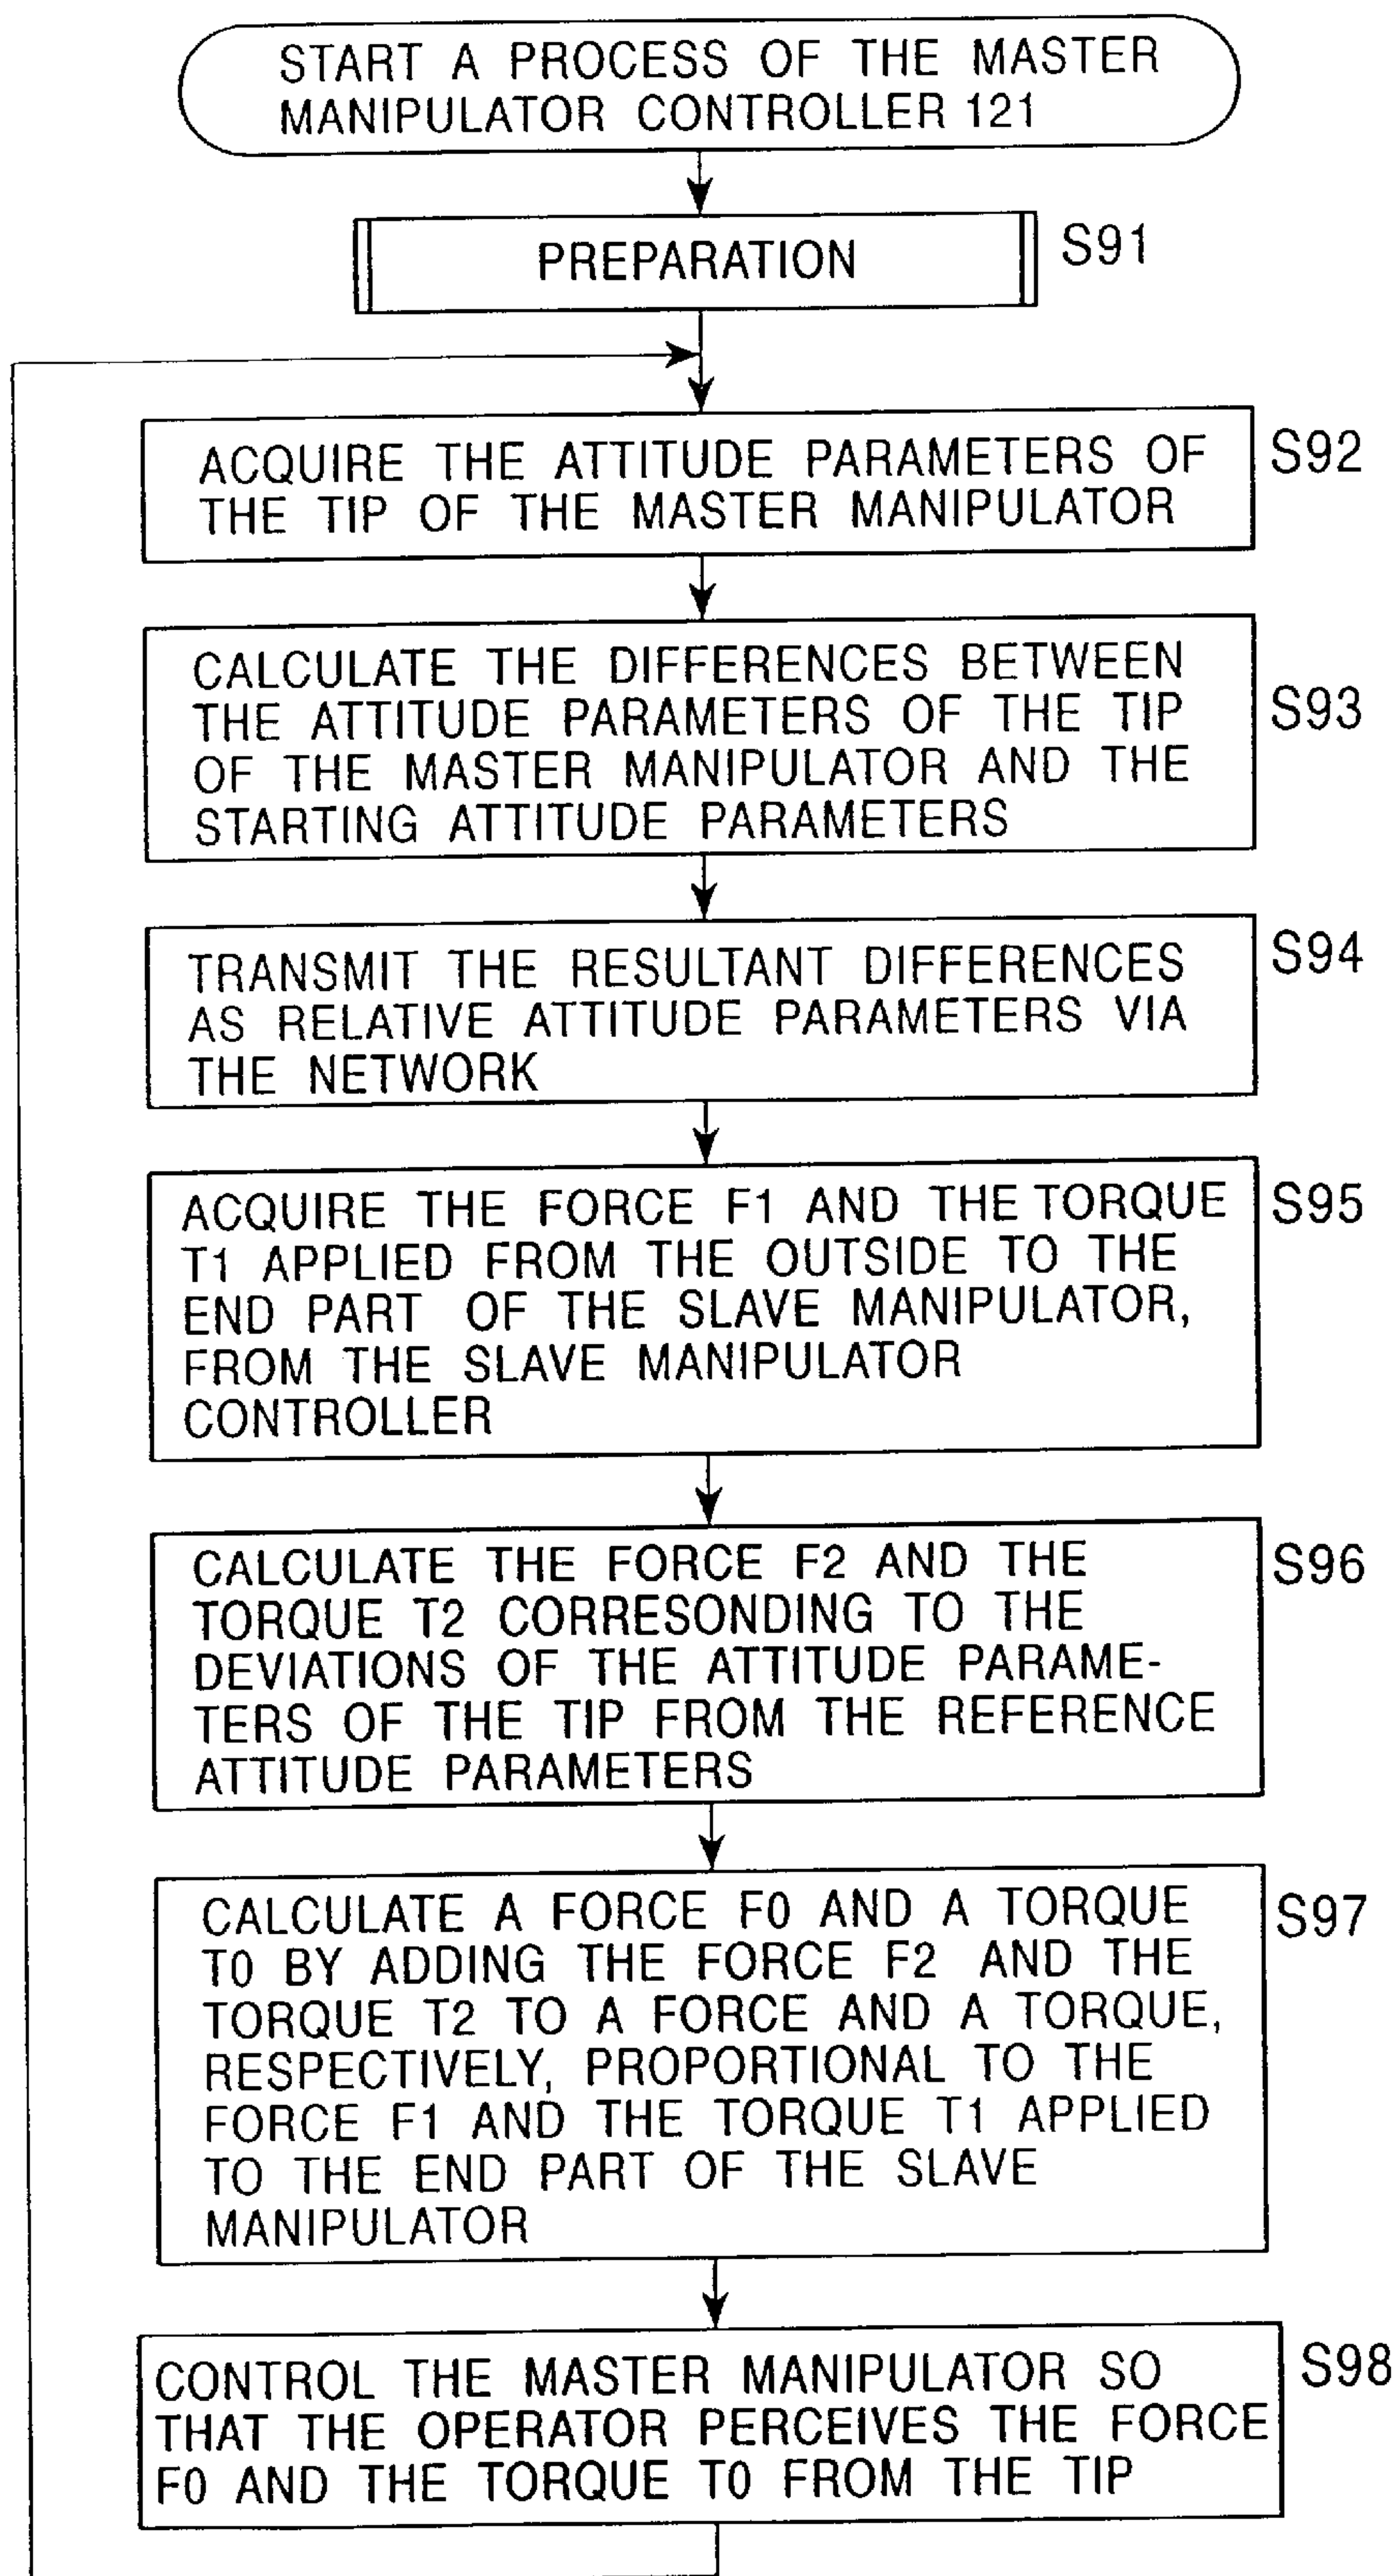 START A PROCESS OF THE MASTER
MANIPULATOR CONTROLLER 121
PREPARATION
S91
ACQUIRE THE ATTITUDE PARAMETERS OF
THE TIP OF THE MASTER MANIPULATOR
S92
CALCULATE THE DIFFERENCES BETWEEN
THE ATTITUDE PARAMETERS OF THE TIP
OF THE MASTER MANIPULATOR AND THE
STARTING ATTITUDE PARAMETERS
S93
TRANSMIT THE RESULTANT DIFFERENCES
AS RELATIVE ATTITUDE PARAMETERS VIA
THE NETWORK
S94
ACQUIRE THE FORCE F1 AND THE TORQUE
T1 APPLIED FROM THE OUTSIDE TO THE
END PART OF THE SLAVE MANIPULATOR,
FROM THE SLAVE MANIPULATOR
CONTROLLER
S95
CALCULATE THE FORCE F2 AND THE
TORQUE T2 CORRESONDING TO THE
DEVIATIONS OF THE ATTITUDE PARAME-
TERS OF THE TIP FROM THE REFERENCE
ATTITUDE PARAMETERS
S96
CALCULATE A FORCE F0 AND A TORQUE
T0 BY ADDING THE FORCE F2 AND THE
TORQUE T2 TO A FORCE AND A TORQUE,
RESPECTIVELY, PROPORTIONAL TO THE
FORCE F1 AND THE TORQUE T1 APPLIED
TO THE END PART OF THE SLAVE
MANIPULATOR
S97
CONTROL THE MASTER MANIPULATOR SO
THAT THE OPERATOR PERCEIVES THE FORCE
F0 AND THE TORQUE T0 FROM THE TIP
S98